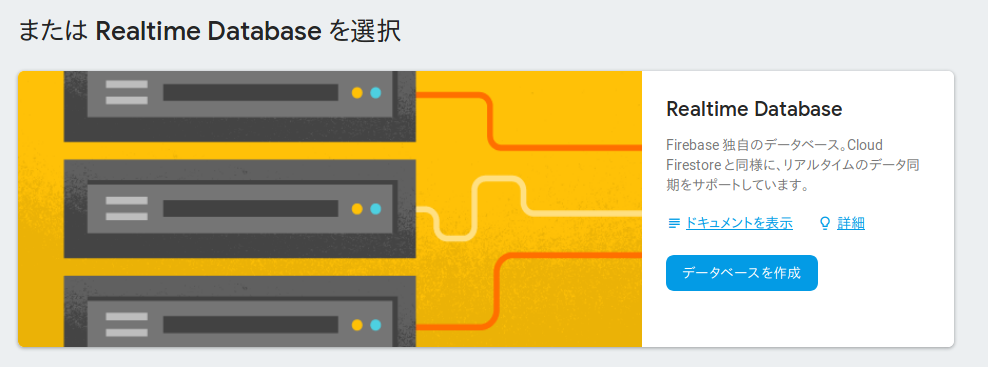 または Realtime Database を選択
Realtime Database
Firebase 独自のデータベース。Cloud
Firestore と同様に、リアルタイムのデータ同
期をサポートしています。
ドキュメントを表示 詳細
データベースを作成